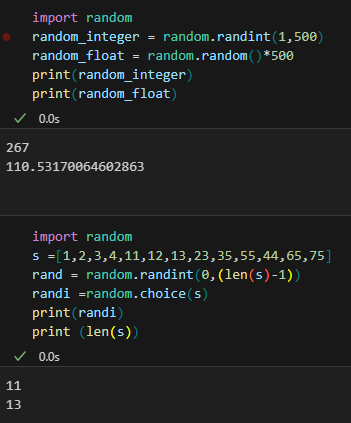 import random
random_integer = random.randint(1,500)
random_float = random.random()*500
print(random_integer)
print(random_float)
0.0s
267
110.53170064602863
import random
s =[1,2,3,4,11,12,13,23,35,55,44,65,75]
rand = random.randint(0,(len(s)-1))
randi =random.choice(s)
print(randi)
print (len(s))
0.0s
11
13